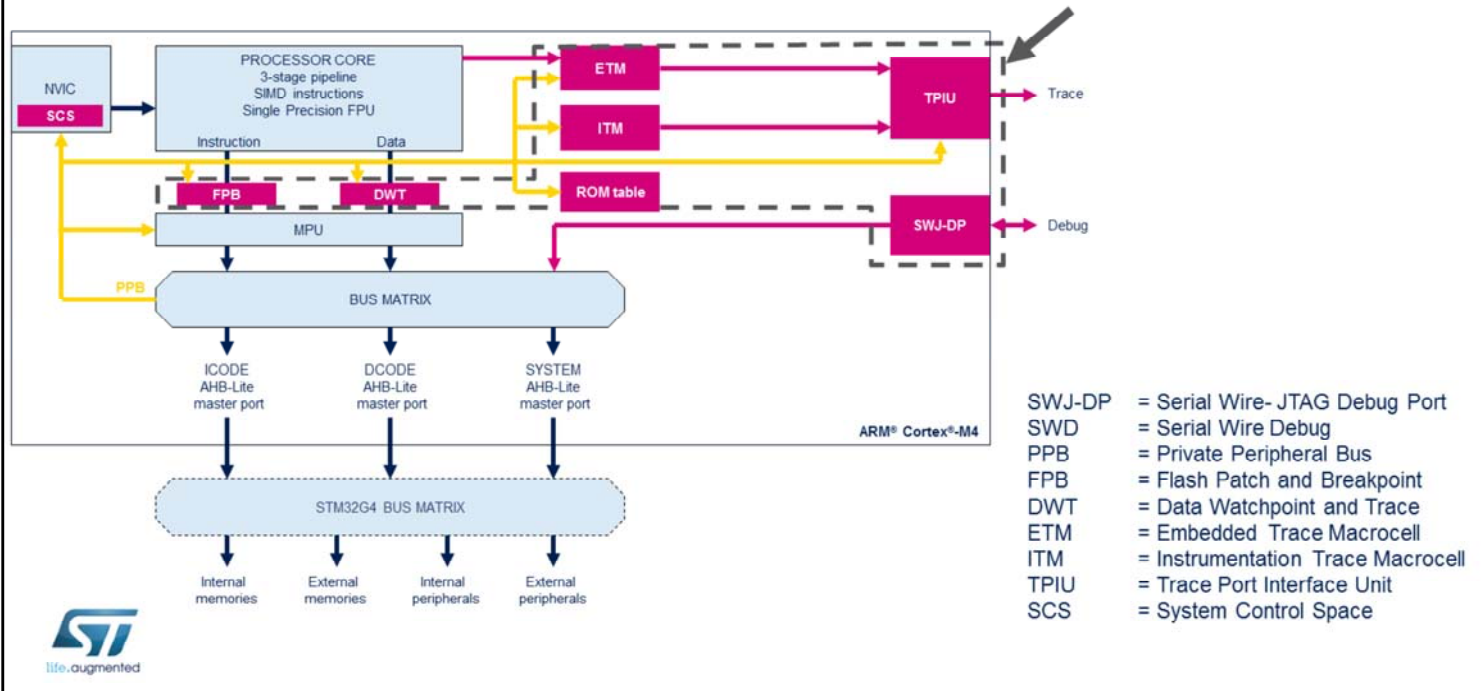 PROCESSOR CORE
3-stage pipeline
SIMD instructions
Single Precision FPU
Instruction
Data
NVIC
SCS
ETM
ITM
ROM table
TPIU
Trace
FPB
DWT
SWJ-DP
Debug
MPU
PPB
BUS MATRIX
ICODE
AHB-Lite
master port
DCODE
AHB-Lite
master port
SYSTEM
AHB-Lite
master port
ARM® Cortex®-M4
STM32G4 BUS MATRIX
Internal
memories
External
memories
Internal
peripherals
External
peripherals
SWJ-DP = Serial Wire- JTAG Debug Port
SWD = Serial Wire Debug
PPB = Private Peripheral Bus
FPB = Flash Patch and Breakpoint
DWT = Data Watchpoint and Trace
ETM = Embedded Trace Macrocell
ITM = Instrumentation Trace Macrocell
TPIU = Trace Port Interface Unit
SCS = System Control Space
ST
life.augmented